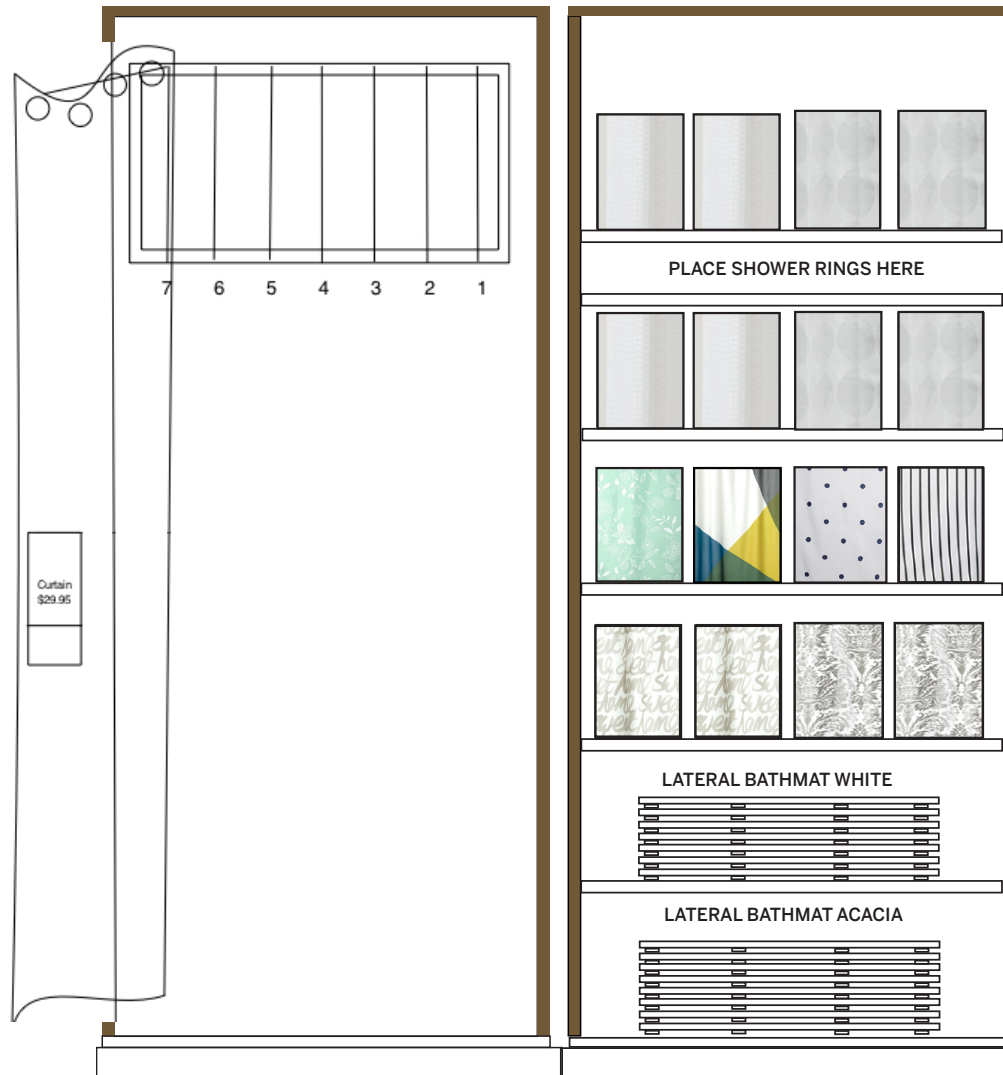 PLACE SHOWER RINGS HERE
7 6 5 4 3 2 1
Curtain
$29.95
LATERAL BATHMAT WHITE
LATERAL BATHMAT ACACIA